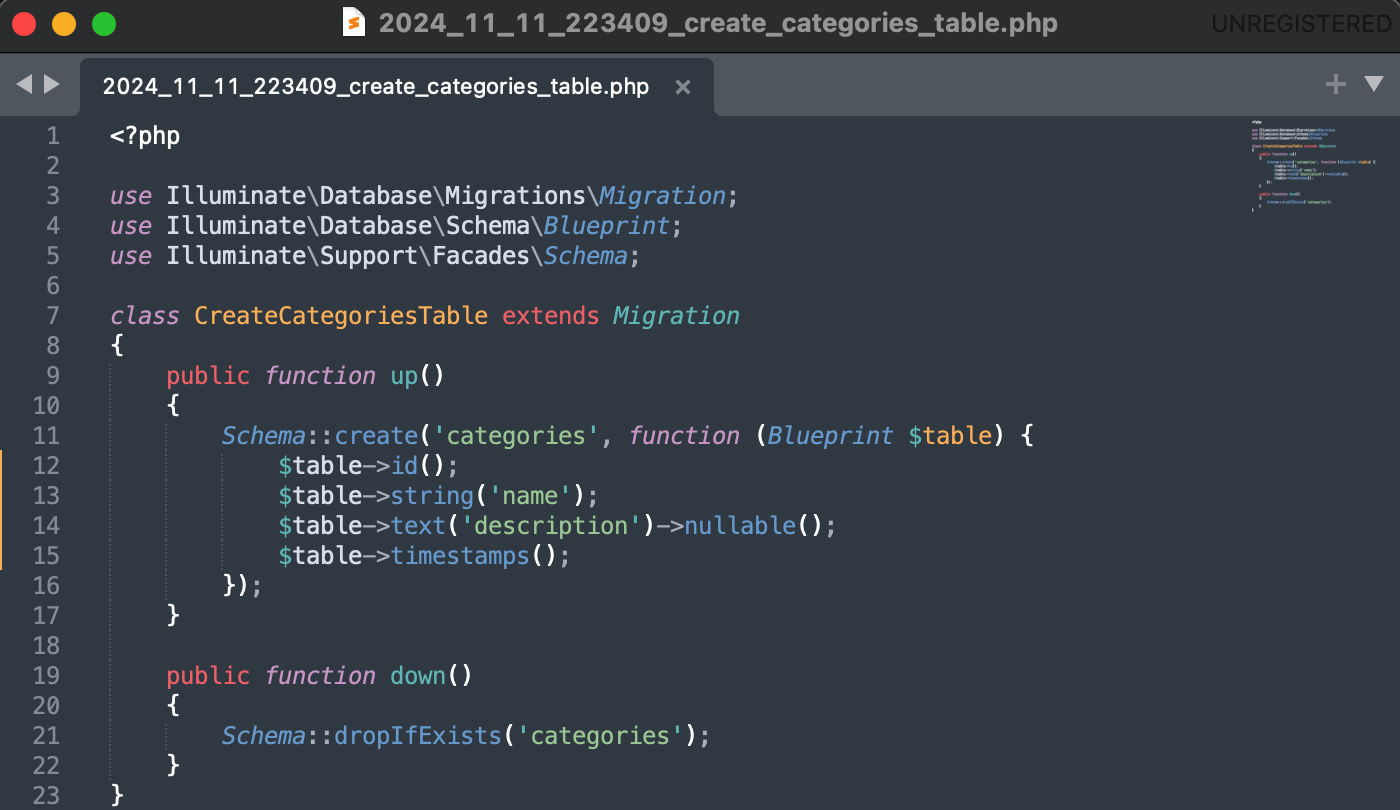 2024_11_11_223409_create_categories_table.php
UNREGISTERED
2024_11_11_223409_create_categories_table.php ×
1 <?php
2
3 use Illuminate\Database\Migrations\Migration;
4 use Illuminate\Database\Schema\Blueprint;
5 use Illuminate\Support\Facades\Schema;
6
7 class CreateCategoriesTable extends Migration
8 {
9     public function up()
10     {
11         Schema::create('categories', function (Blueprint $table) {
12             $table->id();
13             $table->string('name');
14             $table->text('description')->nullable();
15             $table->timestamps();
16         });
17     }
18
19     public function down()
20     {
21         Schema::dropIfExists('categories');
22     }
23 }